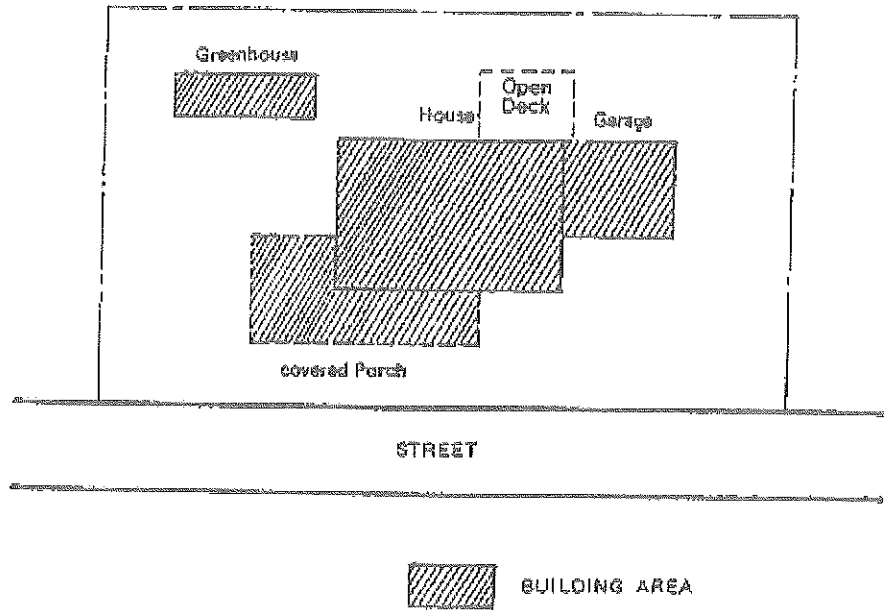 Greenhouse
Open
Deck
House
Garage
covered Porch
STREET
BUILDING AREA